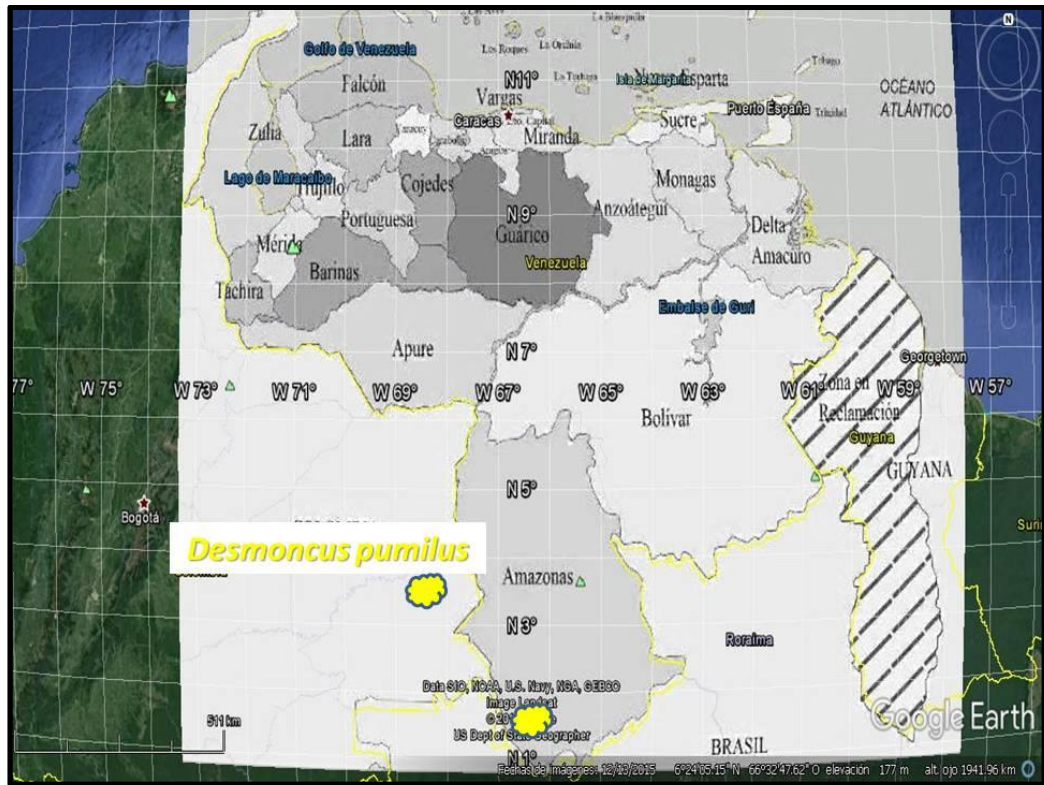 N
Golfo de Venezuela
Los Roques La Orchila
Tobago
Falcón
N11°
La Tortuga
Isla de Margarita
Esparta
OCÉANO
ATLÁNTICO
Vargas
Caracas
Puerto España
Trinidad
Zulia
Lara
Yaracuy
Carabobo
Miranda
Sucre
Lago de Maracaibo
Trujillo
Cojedes
Monagas
Portuguesa
N 9°
Guárico
Anzoátegui
Delta
Amacuro
Mérida
Barinas
Venezuela
Táchira
Embalse de Guri
Apure
N 7°
Georgetown
77° W 75° W 73° W 71° W 69° W 67° W 65° W 63° W 61° W 59° W 57°
Zona en
Reclamación
Bolívar
Guyana
GUYANA
N 5°
Bogotá
Suri
Desmoncus pumilus
Amazonas
N 3°
Roraima
Data SIO, NOAA, U.S. Navy, NGA, GEBCO
Image Landsat
US Dept of State Geographer
511 km
Google Earth
N 1°
BRASIL
Fechas de imágenes: 12/13/2015 6°24'05.15" N 66°32'47.62" O elevación 177 m alt. ojo 1941.96 km